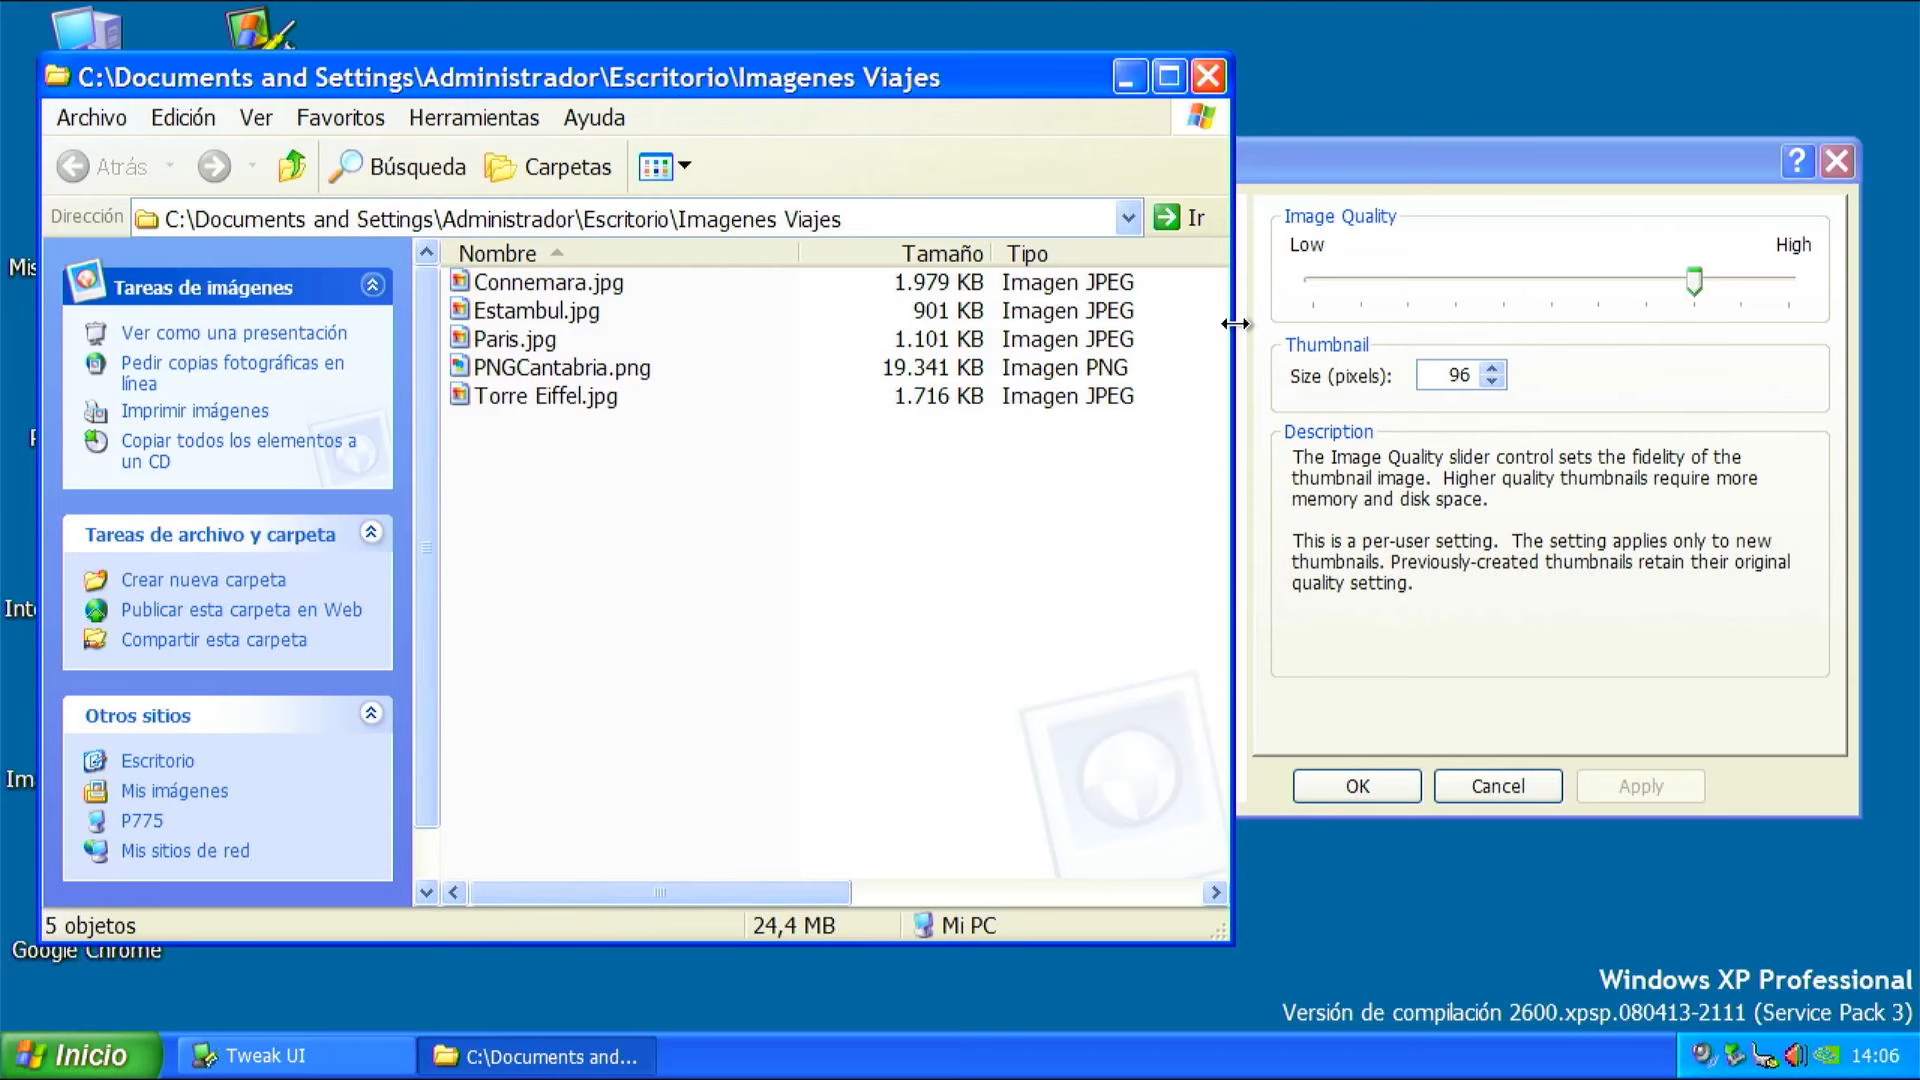 C:\Documents and Settings\Administrador\Escritorio\Imagenes Viajes
Archivo Edición Ver Favoritos Herramientas Ayuda
Atrás Búsqueda Carpetas
Dirección C:\Documents and Settings\Administrador\Escritorio\Imagenes Viajes Ir
Tareas de imágenes
Ver como una presentación
Pedir copias fotográficas en
línea
Imprimir imágenes
Copiar todos los elementos a
un CD
Tareas de archivo y carpeta
Crear nueva carpeta
Publicar esta carpeta en Web
Compartir esta carpeta
Otros sitios
Escritorio
Mis imágenes
P775
Mis sitios de red
Nombre Tamaño Tipo
Connemara.jpg 1.979 KB Imagen JPEG
Estambul.jpg 901 KB Imagen JPEG
Paris.jpg 1.101 KB Imagen JPEG
PNGCantabria.png 19.341 KB Imagen PNG
Torre Eiffel.jpg 1.716 KB Imagen JPEG
5 objetos 24,4 MB Mi PC
Image Quality
Low High
Thumbnail
Size (pixels): 96
Description
The Image Quality slider control sets the fidelity of the
thumbnail image. Higher quality thumbnails require more
memory and disk space.
This is a per-user setting. The setting applies only to new
thumbnails. Previously-created thumbnails retain their original
quality setting.
OK Cancel Apply
Google Chrome
Windows XP Professional
Versión de compilación 2600.xpsp.080413-2111 (Service Pack 3)
Inicio Tweak UI C:\Documents and... 14:06